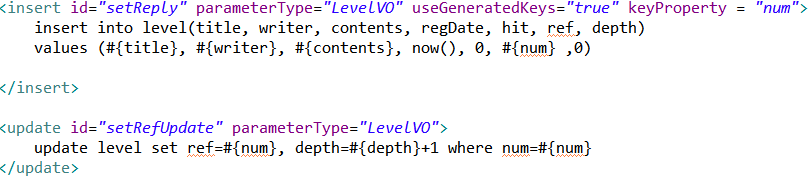 <insert id="setReply" parameterType="LevelVO" useGeneratedKeys="true" keyProperty = "num">
insert into level(title, writer, contents, regDate, hit, ref, depth)
values (#{title}, #{writer}, #{contents}, now(), 0, #{num} ,0)
</insert>
<update id="setRefUpdate" parameterType="LevelVO">
update level set ref=#{num}, depth=#{depth}+1 where num=#{num}
</update>